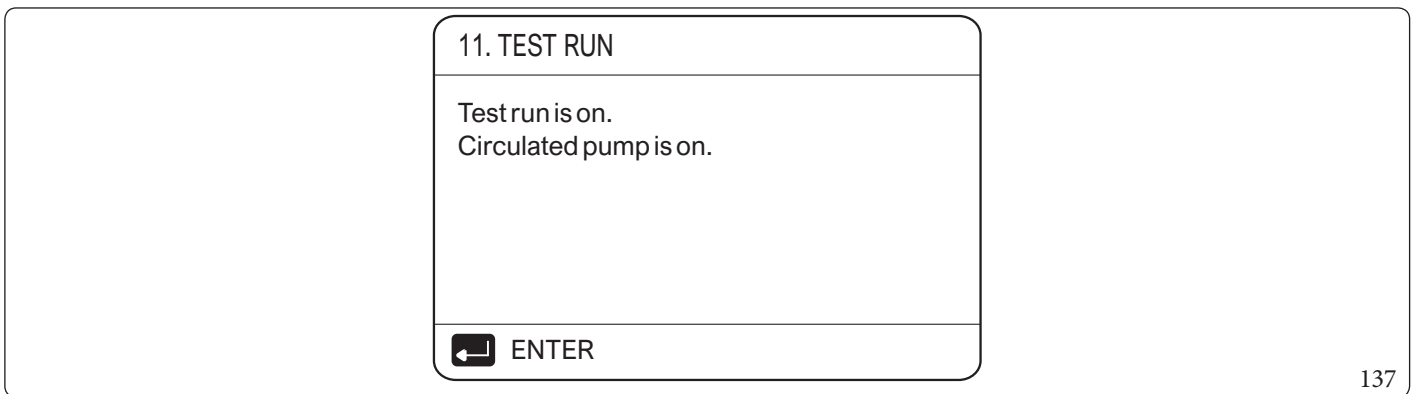 11. TEST RUN
Test run is on.
Circulated pump is on.
ENTER
137